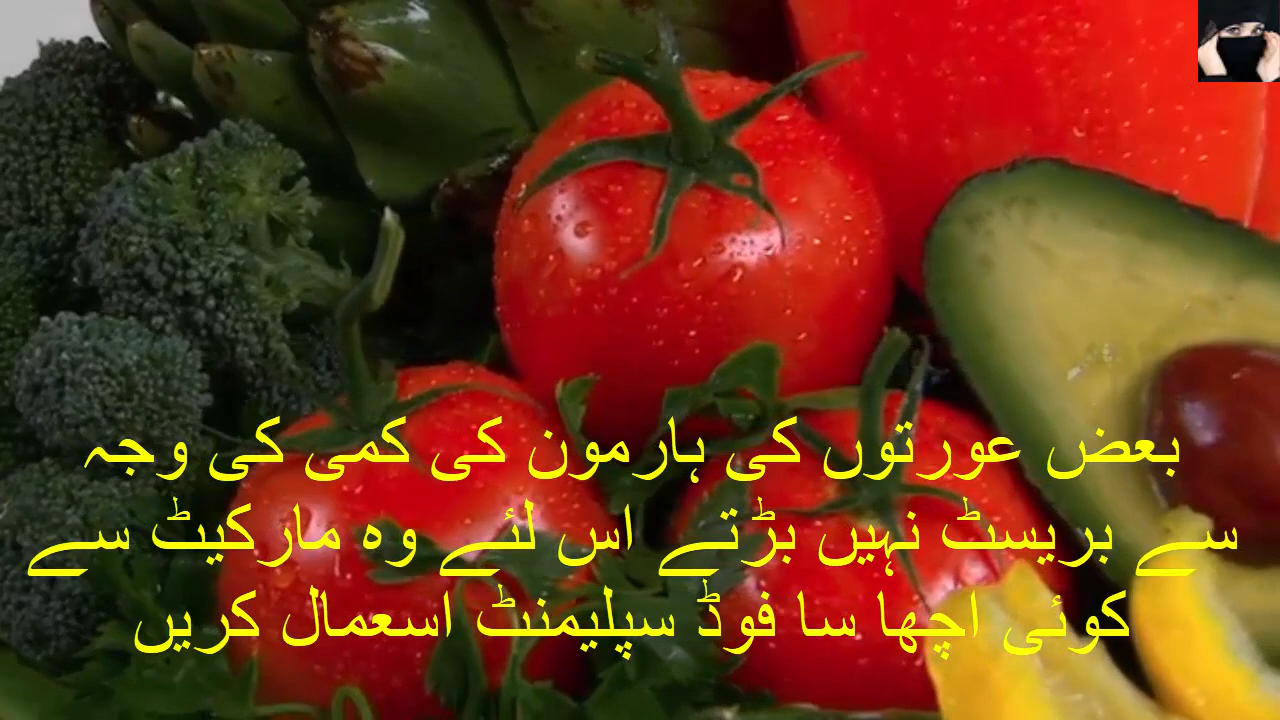 بعض عورتوں کی ہارمون کی کمی کی وجہ
سے بریسٹ نہیں بڑتے اس لئے وہ مارکیٹ سے
کوئی اچھا سا فوڈ سپلیمنٹ اسعمال کریں